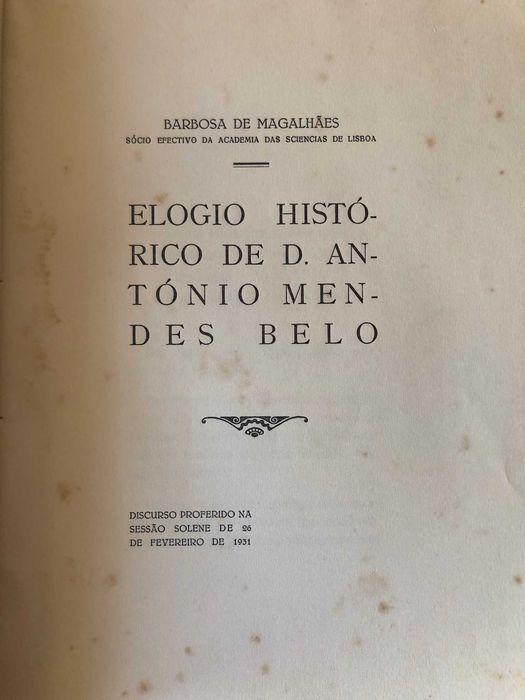 BARBOSA DE MAGALHÃES
SÓCIO EFECTIVO DA ACADEMIA DAS SCIENCIAS DE LISBOA
ELOGIO HISTÓ-
RICO DE D. AN-
TÓNIO MEN-
DES BELO
DISCURSO PROFERIDO NA
SESSÃO SOLENE DE 26
DE FEVEREIRO DE 1931